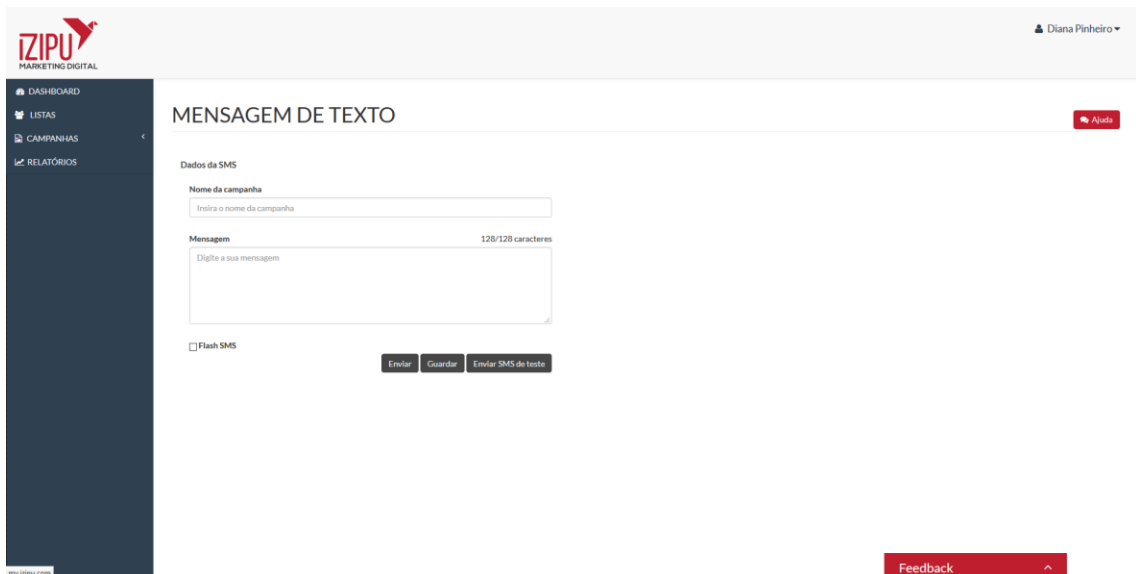 iZIPU
MARKETING DIGITAL
Diana Pinheiro
DASHBOARD
LISTAS
CAMPANHAS
RELATÓRIOS
MENSAGEM DE TEXTO
Ajuda
Dados da SMS
Nome da campanha
Insira o nome da campanha
Mensagem 128/128 caracteres
Digite a sua mensagem
Flash SMS
Enviar Guardar Enviar SMS de teste
Feedback